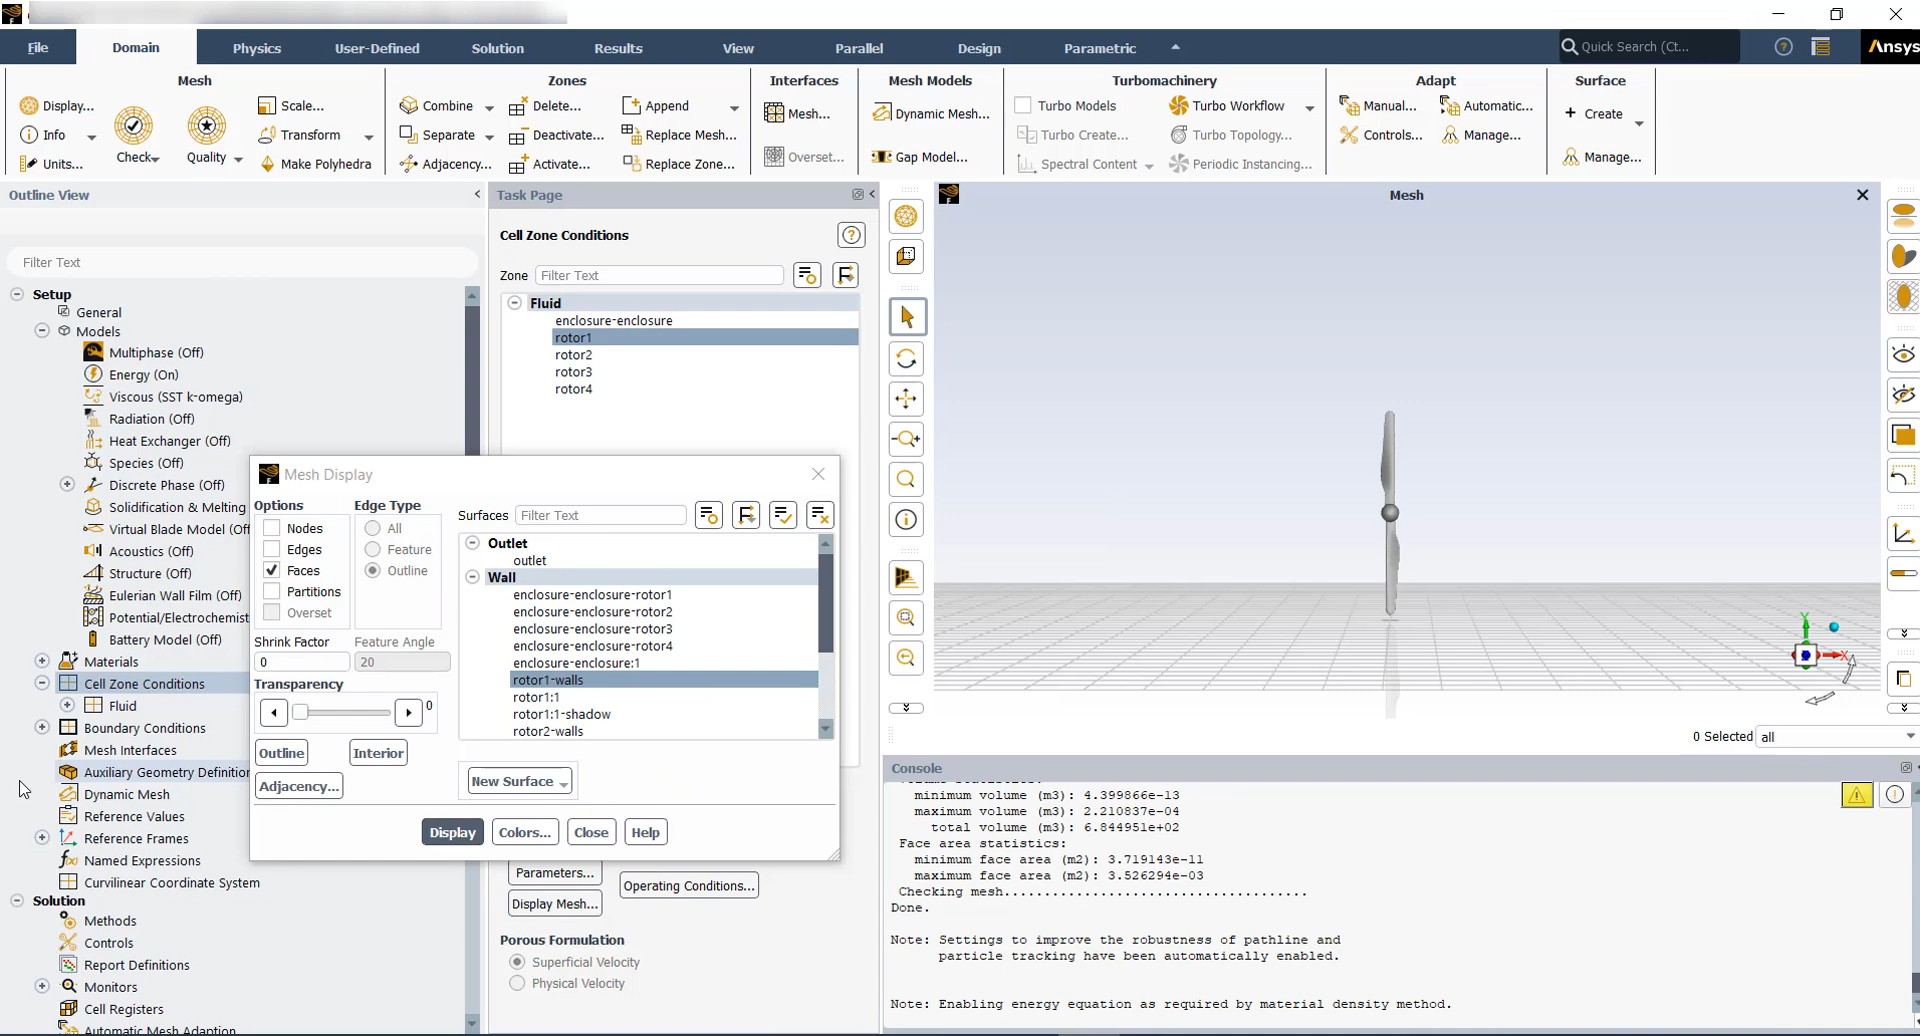 File
Domain
Physics
User-Defined
Solution
Results
View
Parallel
Design
Parametric
Quick Search (Ct...
Ansys
Mesh
Zones
Interfaces
Mesh Models
Turbomachinery
Adapt
Surface
Display...
Info
Units...
Check
Quality
Scale...
Transform
Make Polyhedra
Combine
Separate
Adjacency...
Delete...
Deactivate...
Activate...
Append
Replace Mesh...
Replace Zone...
Mesh...
Overset...
Dynamic Mesh...
Gap Model...
Turbo Models
Turbo Create...
Spectral Content
Turbo Workflow
Turbo Topology...
Periodic Instancing...
Manual...
Controls...
Automatic...
Manage...
+ Create
Manage...
Outline View
Filter Text
Setup
General
Models
Multiphase (Off)
Energy (On)
Viscous (SST k-omega)
Radiation (Off)
Heat Exchanger (Off)
Species (Off)
Discrete Phase (Off)
Solidification & Melting
Virtual Blade Model (Off
Acoustics (Off)
Structure (Off)
Eulerian Wall Film (Off)
Potential/Electrochemist
Battery Model (Off)
Materials
Cell Zone Conditions
Fluid
Boundary Conditions
Mesh Interfaces
Auxiliary Geometry Definition
Dynamic Mesh
Reference Values
Reference Frames
Named Expressions
Curvilinear Coordinate System
Solution
Methods
Controls
Report Definitions
Monitors
Cell Registers
Automatic Mesh Adaption
Task Page
Cell Zone Conditions
Zone Filter Text
Fluid
enclosure-enclosure
rotor1
rotor2
rotor3
rotor4
Mesh Display
Options
Nodes
Edges
Faces
Partitions
Overset
Edge Type
All
Feature
Outline
Shrink Factor
0
Feature Angle
20
Transparency
0
Outline
Interior
Adjacency...
Surfaces Filter Text
Outlet
outlet
Wall
enclosure-enclosure-rotor1
enclosure-enclosure-rotor2
enclosure-enclosure-rotor3
enclosure-enclosure-rotor4
enclosure-enclosure:1
rotor1-walls
rotor1:1
rotor1:1-shadow
rotor2-walls
New Surface
Display
Colors...
Close
Help
Parameters...
Operating Conditions...
Display Mesh...
Porous Formulation
Superficial Velocity
Physical Velocity
Mesh
Y
X
0 Selected all
Console
minimum volume (m3): 4.399866e-13
maximum volume (m3): 2.210837e-04
total volume (m3): 6.844951e+02
Face area statistics:
minimum face area (m2): 3.719143e-11
maximum face area (m2): 3.526294e-03
Checking mesh......................................
Done.
Note: Settings to improve the robustness of pathline and
particle tracking have been automatically enabled.
Note: Enabling energy equation as required by material density method.